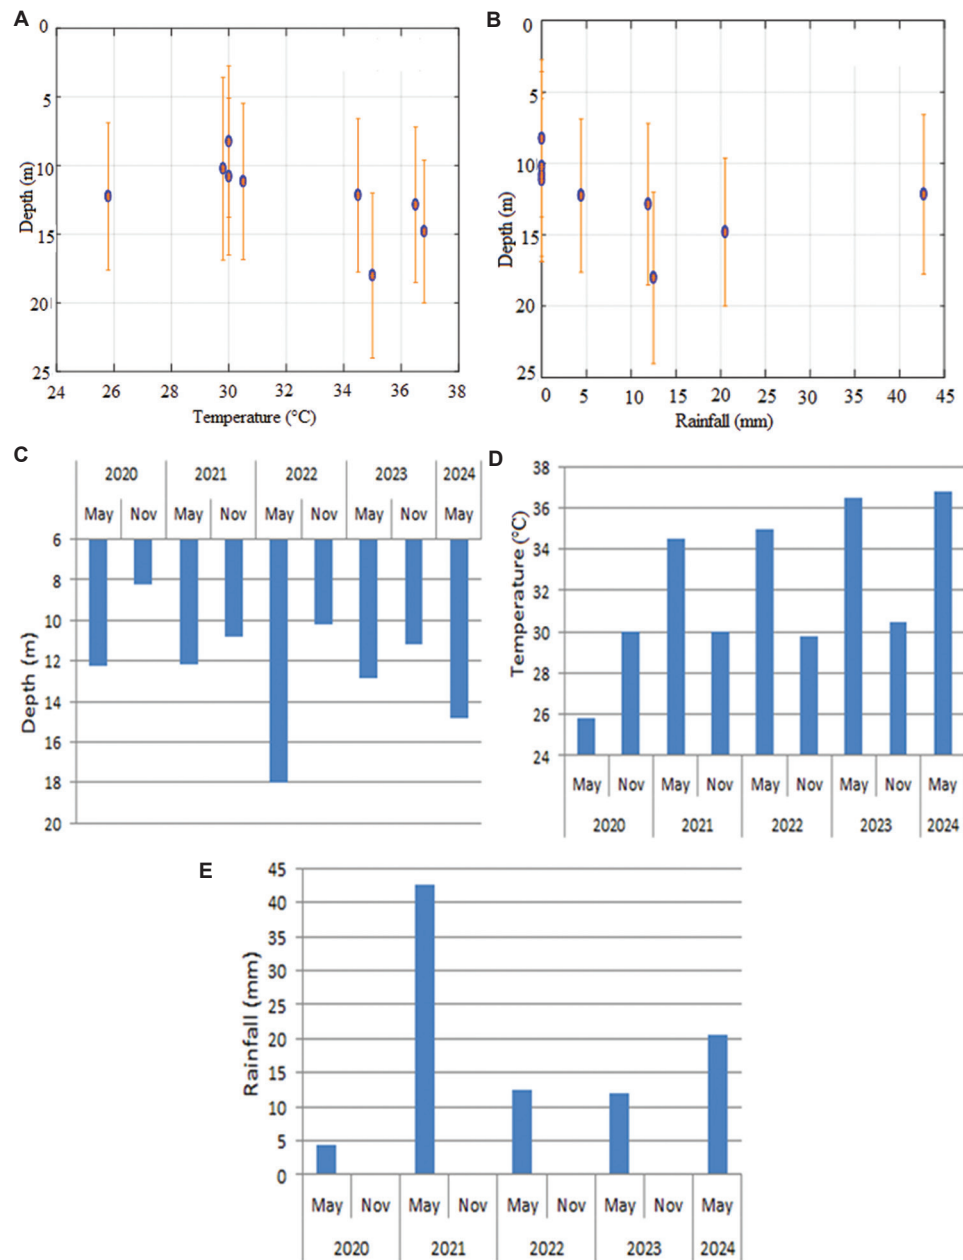 A
0
5
10
15
20
25
Depth (m)
24 26 28 30 32 34 36 38
Temperature (°C)
B
0
5
10
15
20
25
Depth (m)
0 5 10 15 20 25 30 35 40 45
Rainfall (mm)
C
2020 2021 2022 2023 2024
May Nov May Nov May Nov May Nov May
6
8
10
12
14
16
18
20
Depth (m)
D
38
36
34
32
30
28
26
24
Temperature (°C)
May Nov May Nov May Nov May Nov May
2020 2021 2022 2023 2024
E
45
40
35
30
25
20
15
10
5
0
Rainfall (mm)
May Nov May Nov May Nov May Nov May
2020 2021 2022 2023 2024